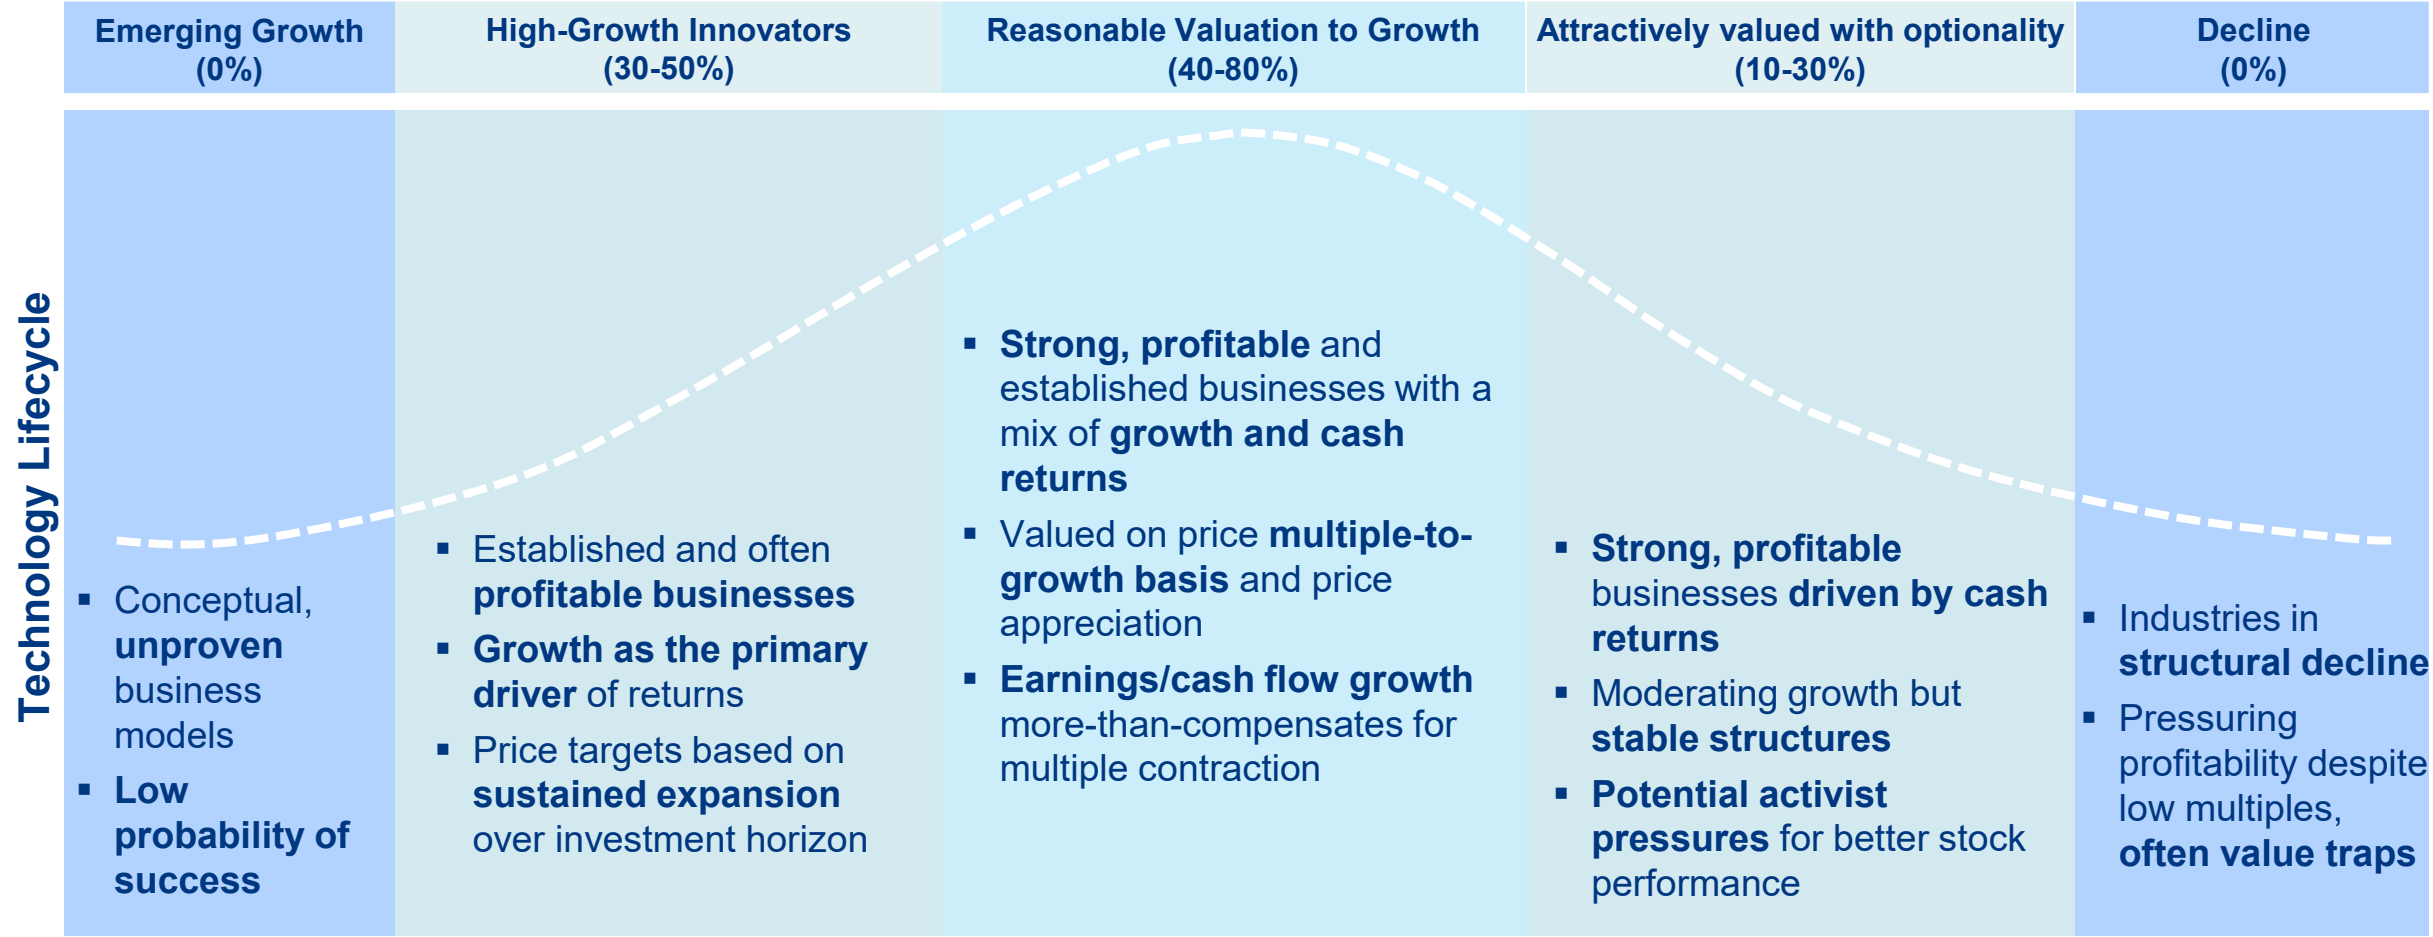 Emerging Growth
(0%)
High-Growth Innovators
(30-50%)
Reasonable Valuation to Growth
(40-80%)
Attractively valued with optionality
(10-30%)
Decline
(0%)
Technology Lifecycle
▪ Conceptual,
unproven
business
models
▪ Low
probability of
success
▪ Established and often
profitable businesses
▪ Growth as the primary
driver of returns
▪ Price targets based on
sustained expansion
over investment horizon
▪ Strong, profitable and
established businesses with a
mix of growth and cash
returns
▪ Valued on price multiple-to-
growth basis and price
appreciation
▪ Earnings/cash flow growth
more-than-compensates for
multiple contraction
▪ Strong, profitable
businesses driven by cash
returns
▪ Moderating growth but
stable structures
▪ Potential activist
pressures for better stock
performance
▪ Industries in
structural decline
▪ Pressuring
profitability despite
low multiples,
often value traps